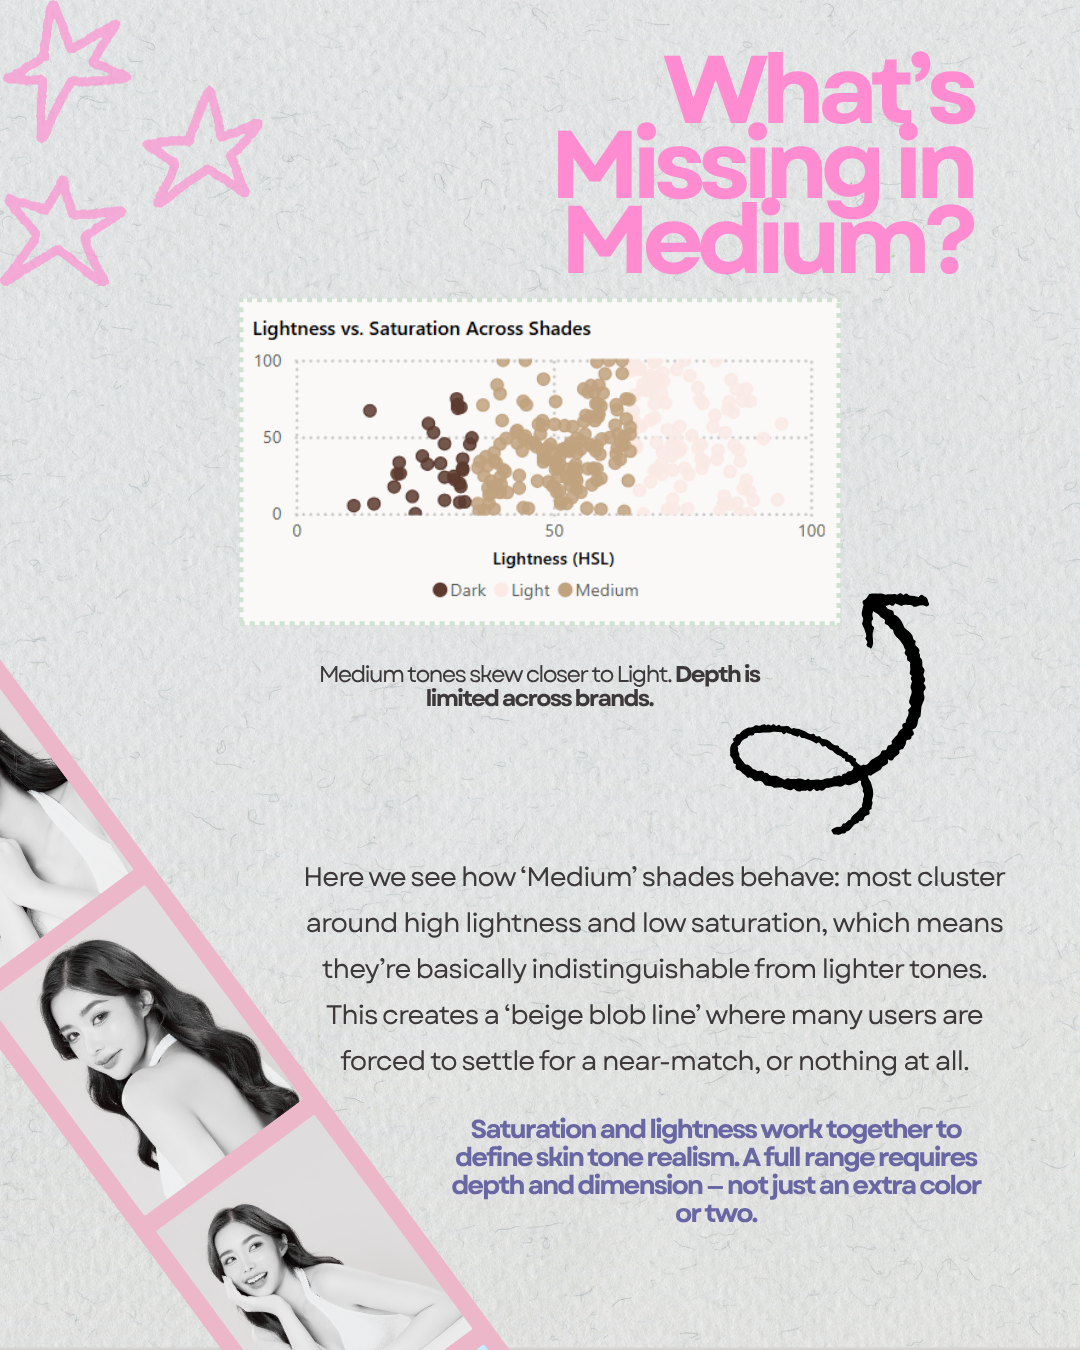 What’s
Missing in
Medium?
Lightness vs. Saturation Across Shades
100
50
0
0
50
100
Lightness (HSL)
Dark Light Medium
Medium tones skew closer to Light. Depth is
limited across brands.
Here we see how ‘Medium’ shades behave: most cluster
around high lightness and low saturation, which means
they’re basically indistinguishable from lighter tones.
This creates a ‘beige blob line’ where many users are
forced to settle for a near-match, or nothing at all.
Saturation and lightness work together to
define skin tone realism. A full range requires
depth and dimension – not just an extra color
or two.